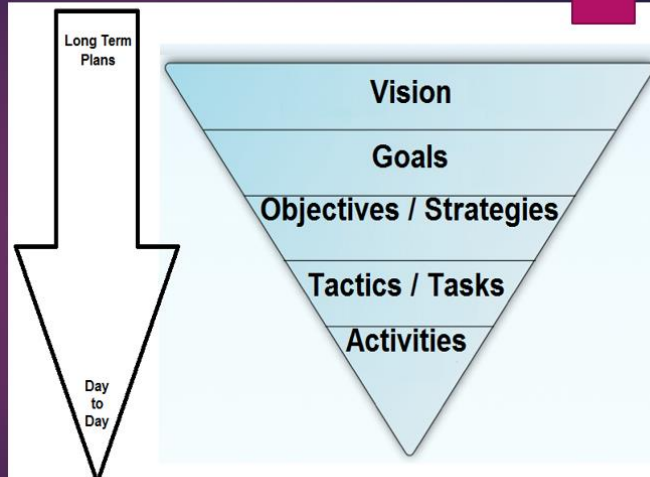 Long Term
Plans
Vision
Goals
Objectives / Strategies
Tactics / Tasks
Activities
Day
to
Day